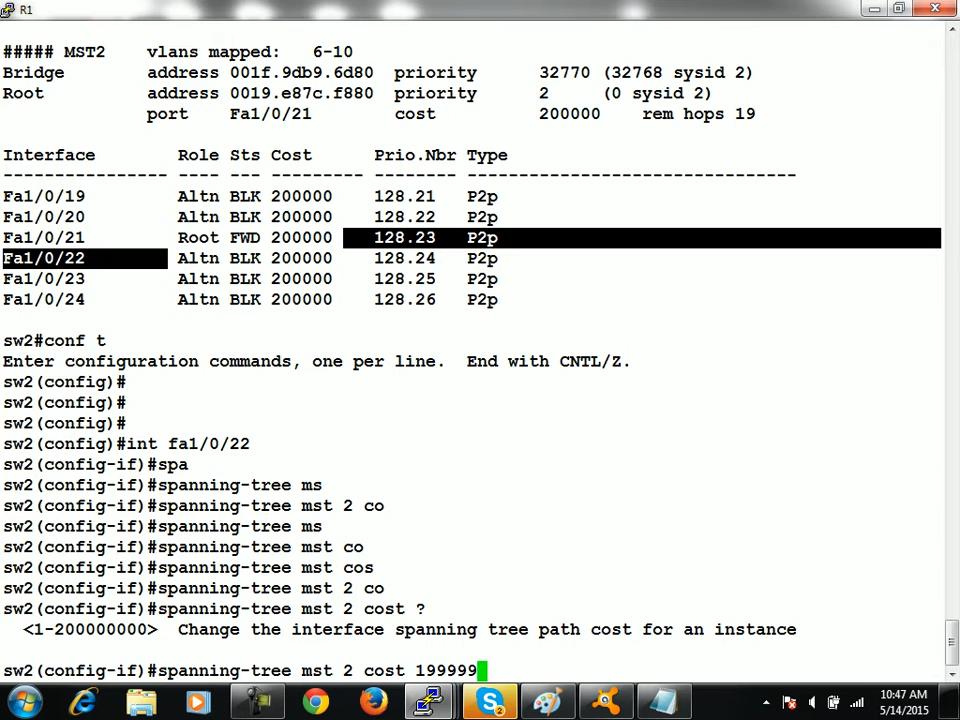 R1
##### MST2    vlans mapped:   6-10
Bridge        address 001f.9db9.6d80  priority      32770 (32768 sysid 2)
Root          address 0019.e87c.f880  priority      2     (0 sysid 2)
              port    Fa1/0/21        cost          200000    rem hops 19
Interface        Role Sts Cost      Prio.Nbr Type
---------------- ---- --- --------- -------- --------------------------------
Fa1/0/19         Altn BLK 200000    128.21   P2p
Fa1/0/20         Altn BLK 200000    128.22   P2p
Fa1/0/21         Root FWD 200000    128.23   P2p
Fa1/0/22         Altn BLK 200000    128.24   P2p
Fa1/0/23         Altn BLK 200000    128.25   P2p
Fa1/0/24         Altn BLK 200000    128.26   P2p
sw2#conf t
Enter configuration commands, one per line.  End with CNTL/Z.
sw2(config)#
sw2(config)#
sw2(config)#
sw2(config)#int fa1/0/22
sw2(config-if)#spa
sw2(config-if)#spanning-tree ms
sw2(config-if)#spanning-tree mst 2 co
sw2(config-if)#spanning-tree ms
sw2(config-if)#spanning-tree mst co
sw2(config-if)#spanning-tree mst cos
sw2(config-if)#spanning-tree mst 2 co
sw2(config-if)#spanning-tree mst 2 cost ?
  <1-200000000>  Change the interface spanning tree path cost for an instance
sw2(config-if)#spanning-tree mst 2 cost 199999
2
10:47 AM
5/14/2015